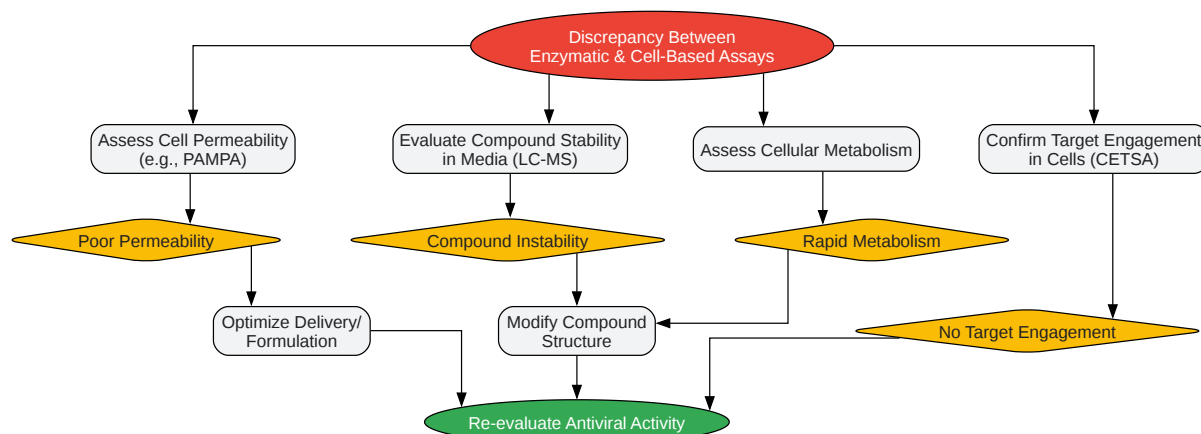 Discrepancy Between
Enzymatic & Cell-Based Assays
Assess Cell Permeability
(e.g., PAMPA)
Evaluate Compound Stability
in Media (LC-MS)
Assess Cellular Metabolism
Confirm Target Engagement
in Cells (CETSA)
Poor Permeability
Compound Instability
Rapid Metabolism
Optimize Delivery/
Formulation
Modify Compound
Structure
No Target Engagement
Re-evaluate Antiviral Activity